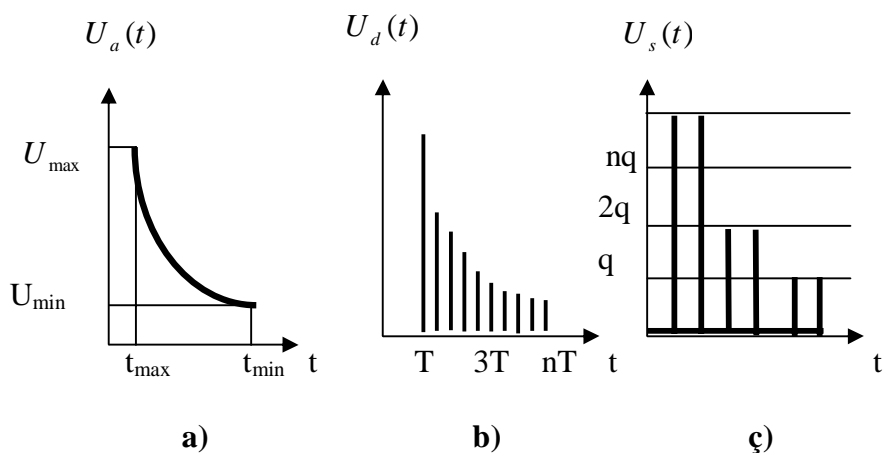 U_a(t) U_d(t) U_s(t)
U_max nq
2q
q
U_min
t_max t_min t T 3T nT t t
a) b) ç)